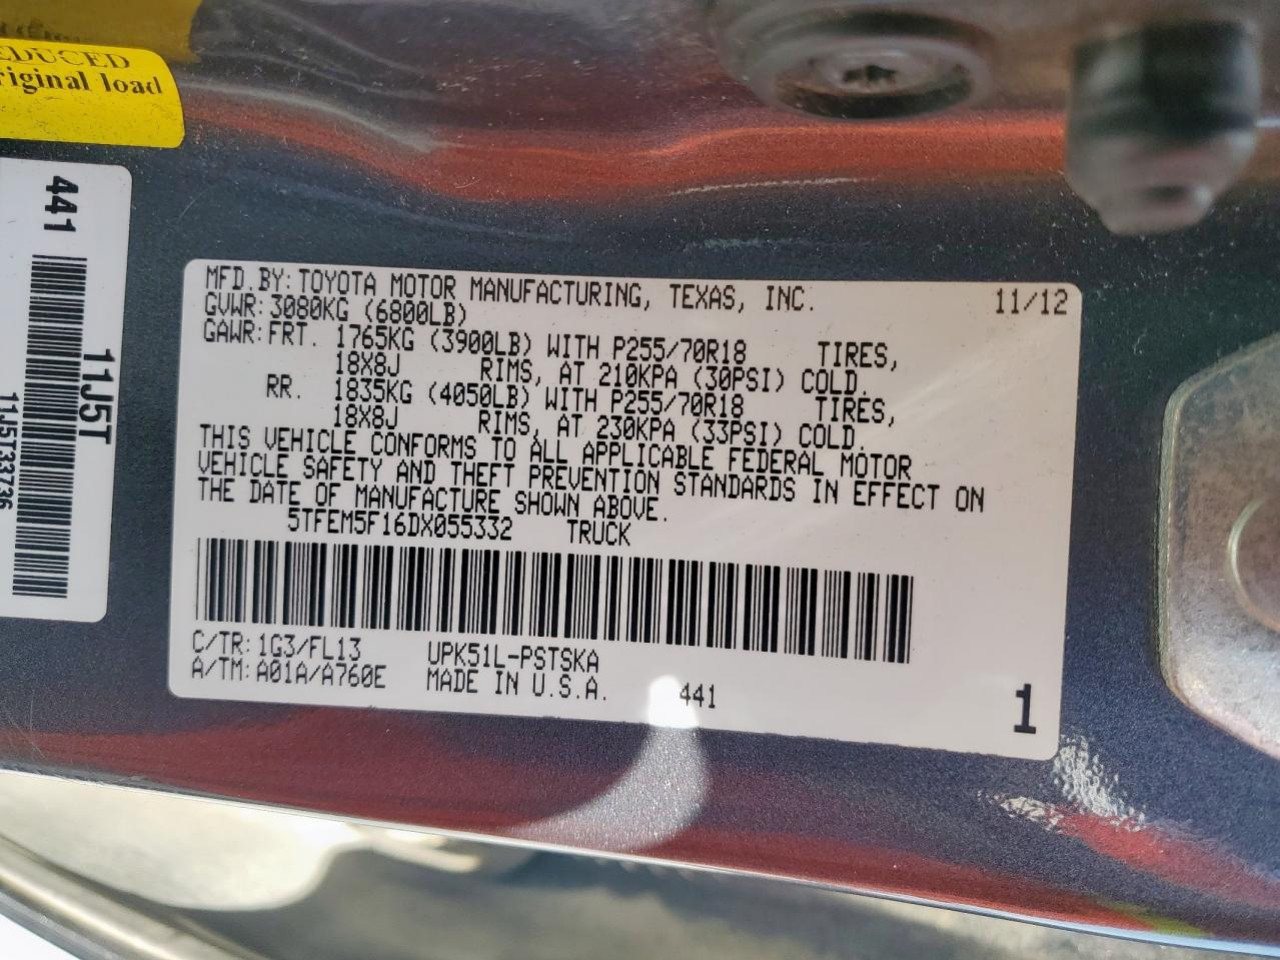 EDUCED
riginal load
441
11J5T
11J5T33736
MFD.BY: TOYOTA MOTOR MANUFACTURING, TEXAS, INC. 11/12
GVWR: 3080KG (6800LB)
GAWR: FRT. 1765KG (3900LB) WITH P255/70R18 TIRES,
18X8J RIMS, AT 210KPA (30PSI) COLD.
RR. 1835KG (4050LB) WITH P255/70R18 TIRES,
18X8J RIMS, AT 230KPA (33PSI) COLD.
THIS VEHICLE CONFORMS TO ALL APPLICABLE FEDERAL MOTOR
VEHICLE SAFETY AND THEFT PREVENTION STANDARDS IN EFFECT ON
THE DATE OF MANUFACTURE SHOWN ABOVE.
5TFEM5F16DX055332 TRUCK
C/TR: 1G3/FL13 UPK51L-PSTSKA
A/TM: A01A/A760E MADE IN U.S.A. 441
1